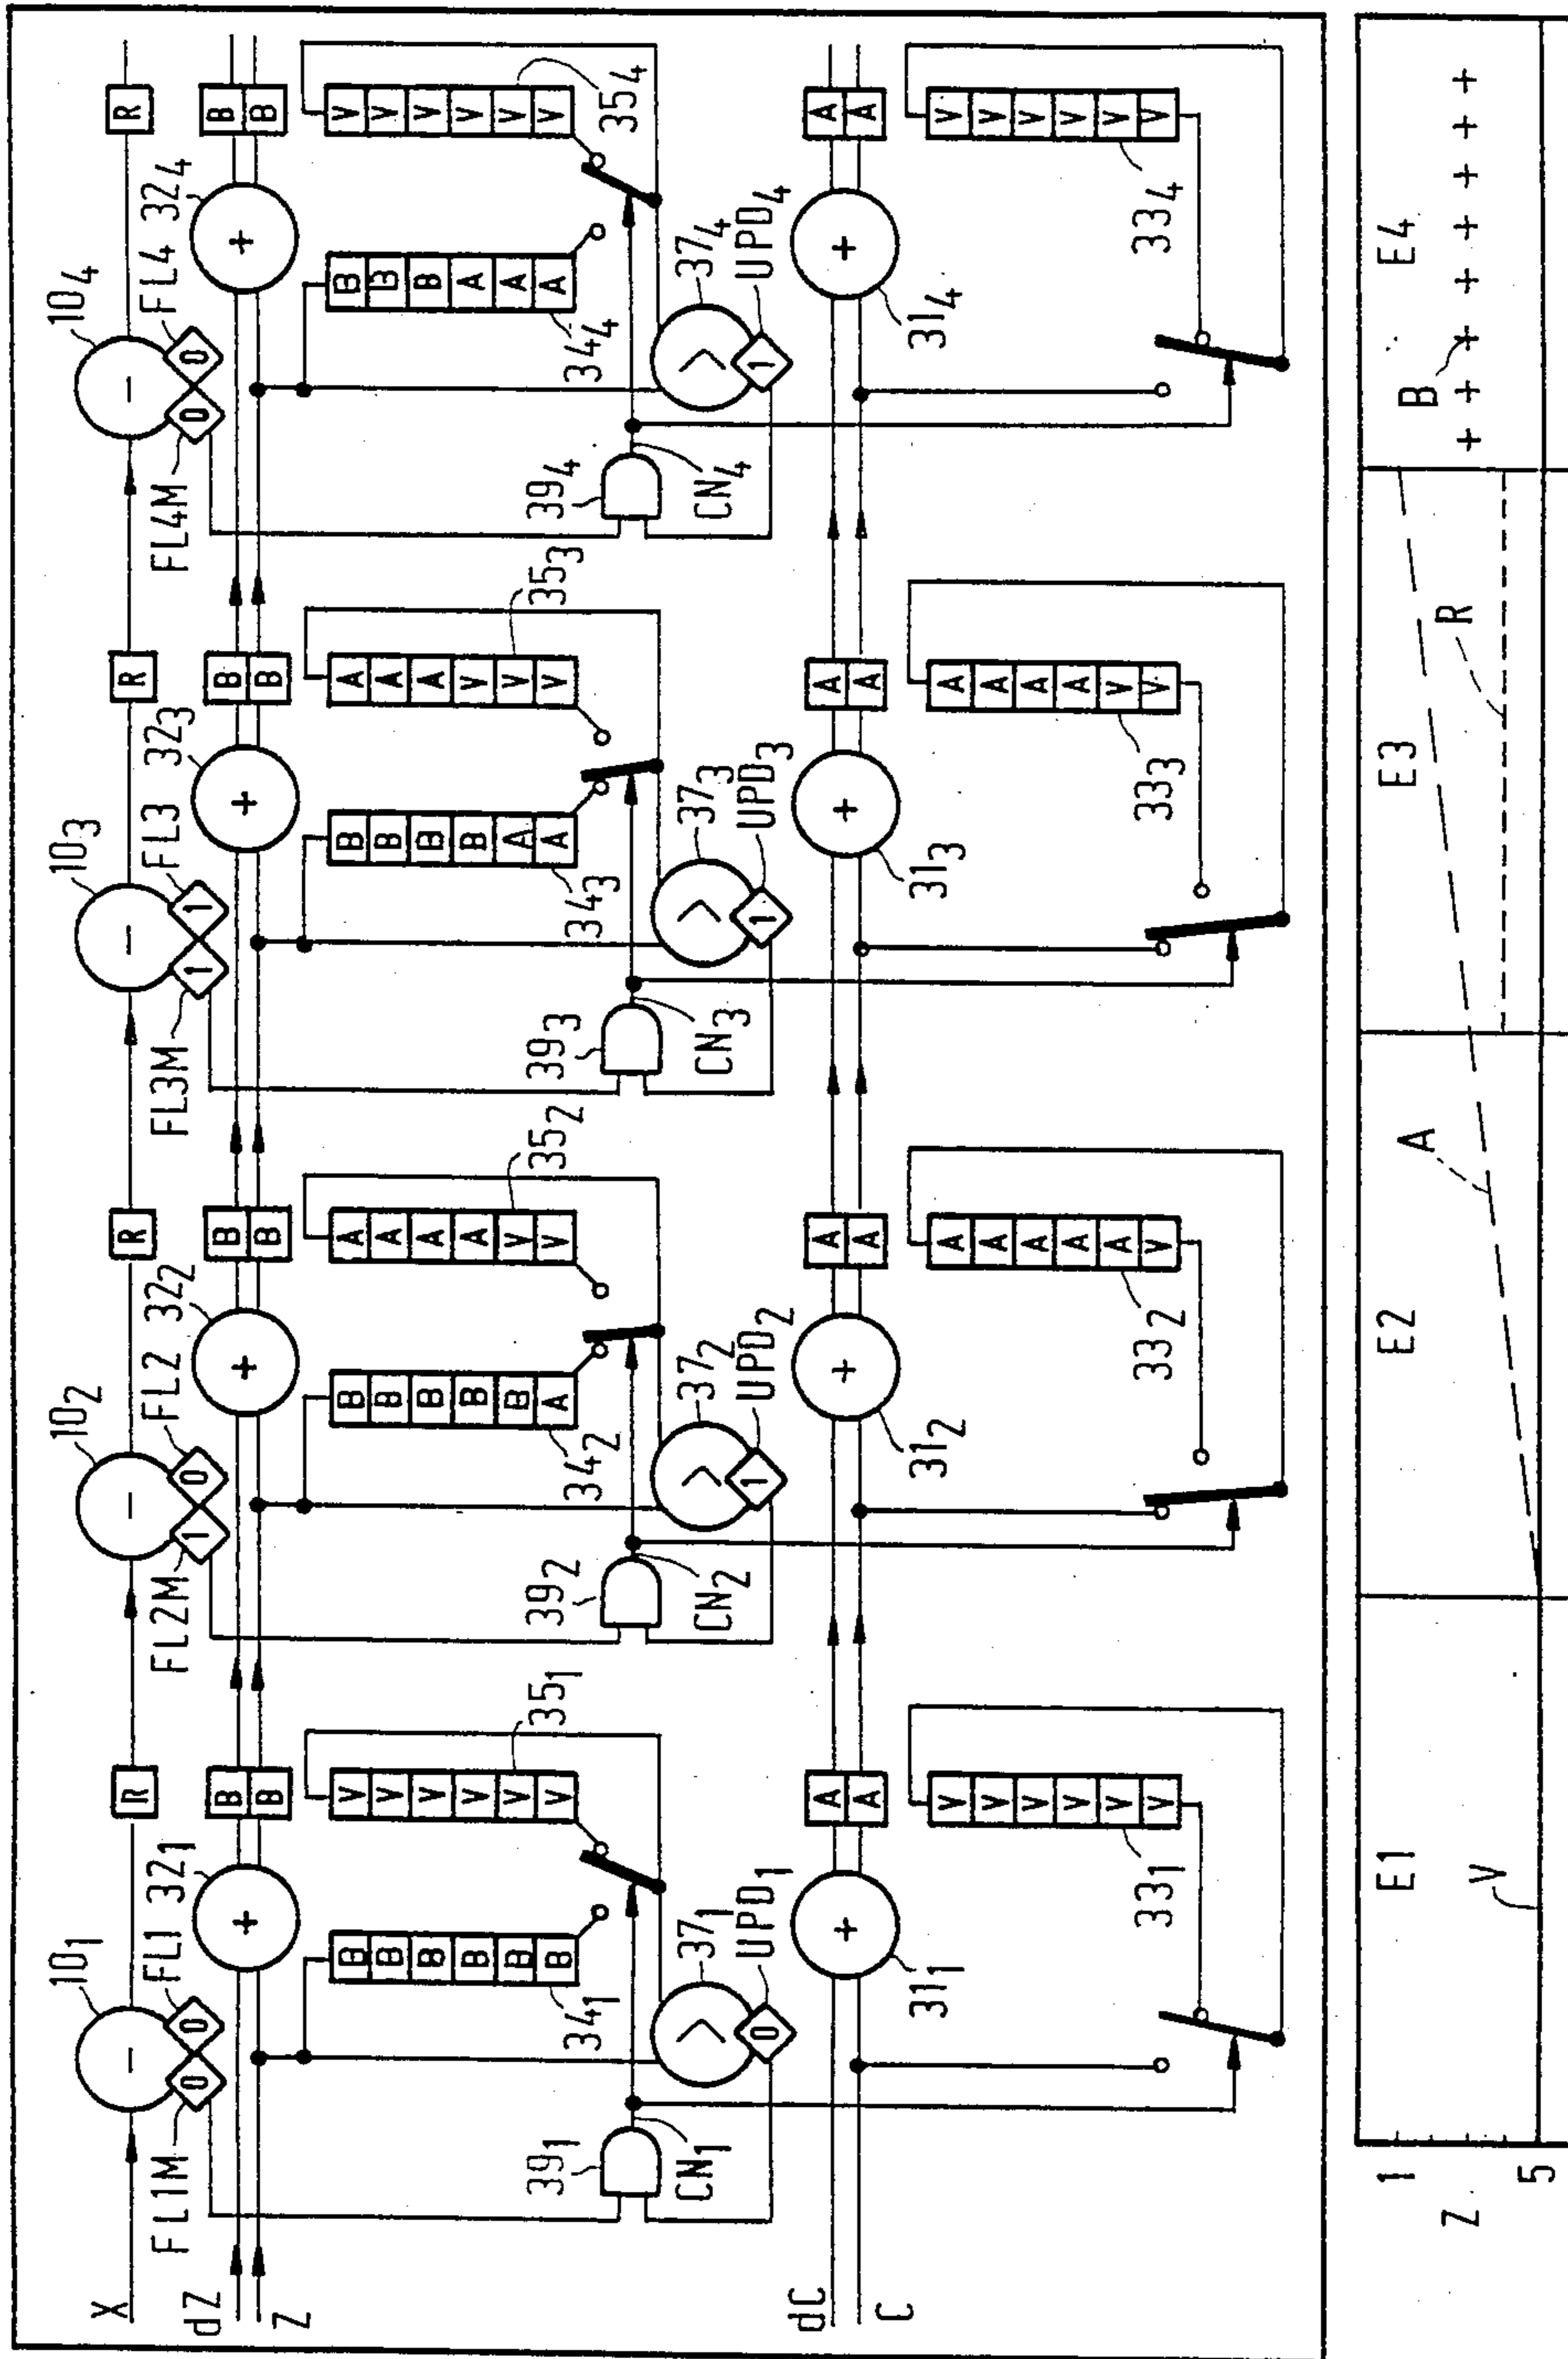 X
dZ
Z
dC
C
10₁
−
R
FL1M
0
0
FL1
32₁
+
B
B
B
B
B
B
B
B
34₁
V
V
V
V
V
V
35₁
39₁
CN₁
>
37₁
0
UPD₁
+
31₁
A
A
V
V
V
V
V
V
33₁
10₂
−
R
FL2M
1
0
FL2
32₂
+
B
B
B
B
B
B
B
A
34₂
A
A
A
A
V
V
35₂
39₂
CN₂
>
37₂
1
UPD₂
+
31₂
A
A
A
A
A
A
A
V
33₂
10₃
−
R
FL3M
1
1
FL3
32₃
+
B
B
B
B
B
B
A
A
34₃
A
A
A
V
V
V
35₃
39₃
CN₃
>
37₃
1
UPD₃
+
31₃
A
A
A
A
A
A
V
V
33₃
10₄
−
R
FL4M
0
0
FL4
32₄
+
B
B
B
B
B
A
A
A
34₄
V
V
V
V
V
V
35₄
39₄
CN₄
>
37₄
1
UPD₄
+
31₄
A
A
V
V
V
V
V
V
33₄
1
Z
5
E1
V
E2
A
E3
R
E4
B
+ + + + + + + +